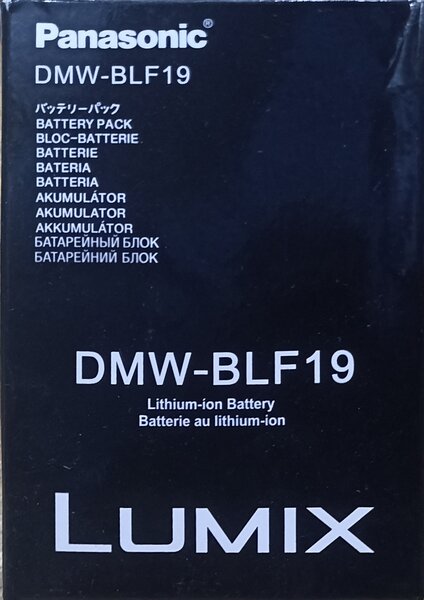 Panasonic®
DMW-BLF19
バッテリーパック
BATTERY PACK
BLOC-BATTERIE
BATTERIE
BATERIA
BATTERIA
AKUMULÁTOR
AKUMULATOR
AKKUMULÁTOR
БАТАРЕЙНЫЙ БЛОК
БАТАРЕЙНИЙ БЛОК
DMW-BLF19
Lithium-ion Battery
Batterie au lithium-ion
LUMIX